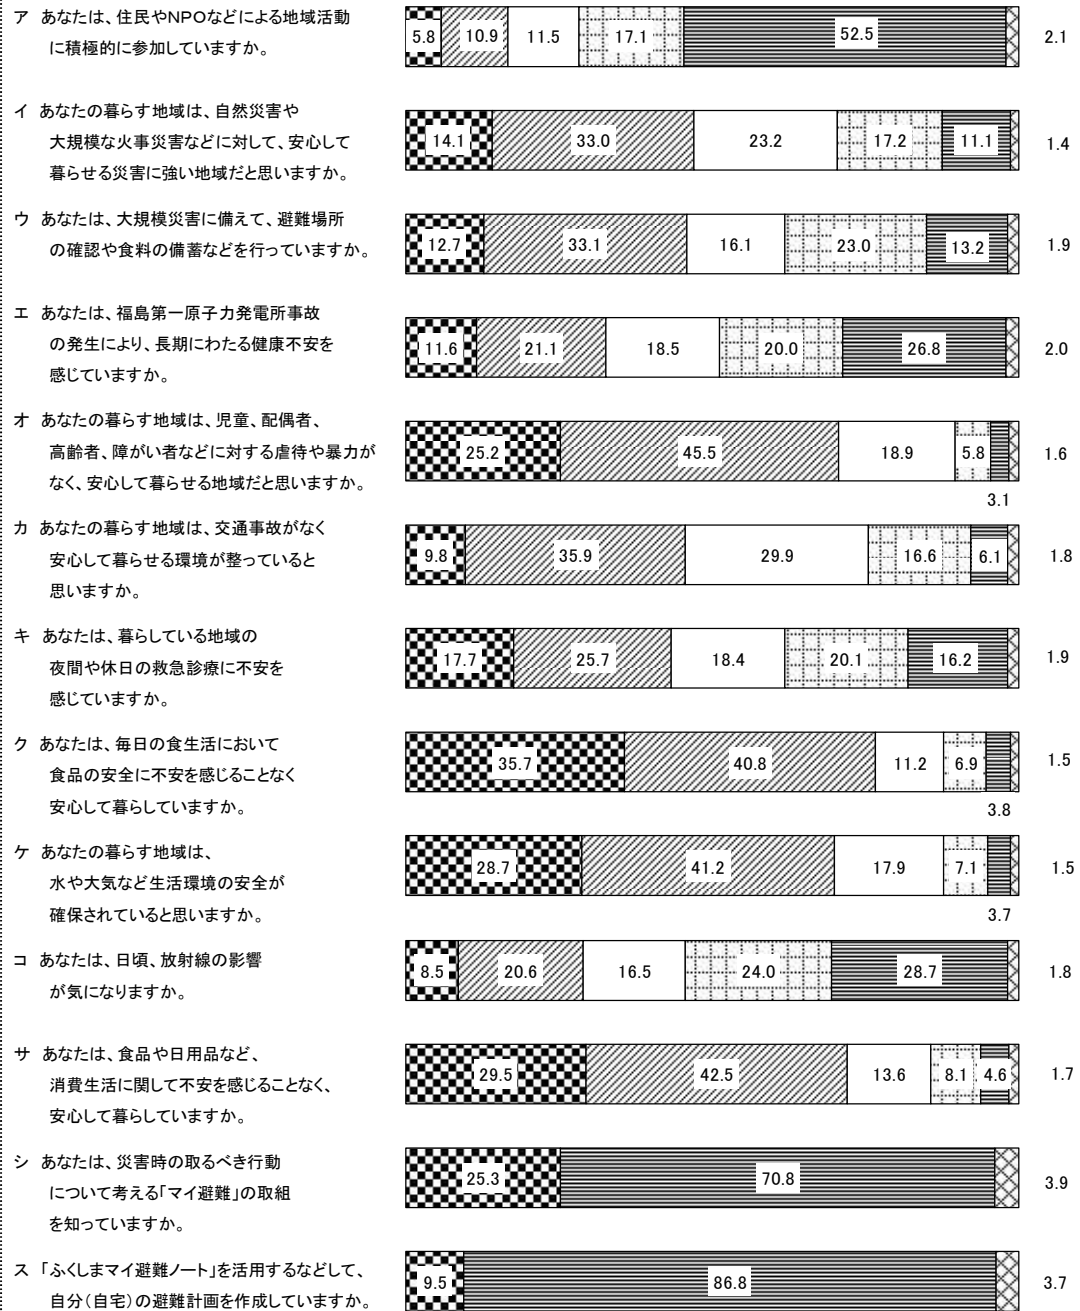 ア あなたは、住民やNPOなどによる地域活動
に積極的に参加していますか。
5.8 10.9 11.5 17.1 52.5 2.1
イ あなたの暮らす地域は、自然災害や
大規模な火事災害などに対して、安心して
暮らせる災害に強い地域だと思いますか。
14.1 33.0 23.2 17.2 11.1 1.4
ウ あなたは、大規模災害に備えて、避難場所
の確認や食料の備蓄などを行っていますか。
12.7 33.1 16.1 23.0 13.2 1.9
エ あなたは、福島第一原子力発電所事故
の発生により、長期にわたる健康不安を
感じていますか。
11.6 21.1 18.5 20.0 26.8 2.0
オ あなたの暮らす地域は、児童、配偶者、
高齢者、障がい者などに対する虐待や暴力が
なく、安心して暮らせる地域だと思いますか。
25.2 45.5 18.9 5.8 1.6
3.1
カ あなたの暮らす地域は、交通事故がなく
安心して暮らせる環境が整っていると
思いますか。
9.8 35.9 29.9 16.6 6.1 1.8
キ あなたは、暮らしている地域の
夜間や休日の救急診療に不安を
感じていますか。
17.7 25.7 18.4 20.1 16.2 1.9
ク あなたは、毎日の食生活において
食品の安全に不安を感じることなく
安心して暮らしていますか。
35.7 40.8 11.2 6.9 1.5
3.8
ケ あなたの暮らす地域は、
水や大気など生活環境の安全が
確保されていると思いますか。
28.7 41.2 17.9 7.1 1.5
3.7
コ あなたは、日頃、放射線の影響
が気になりますか。
8.5 20.6 16.5 24.0 28.7 1.8
サ あなたは、食品や日用品など、
消費生活に関して不安を感じることなく、
安心して暮らしていますか。
29.5 42.5 13.6 8.1 4.6 1.7
シ あなたは、災害時の取るべき行動
について考える「マイ避難」の取組
を知っていますか。
25.3 70.8 3.9
ス 「ふくしまマイ避難ノート」を活用するなどして、
自分(自宅)の避難計画を作成していますか。
9.5 86.8 3.7